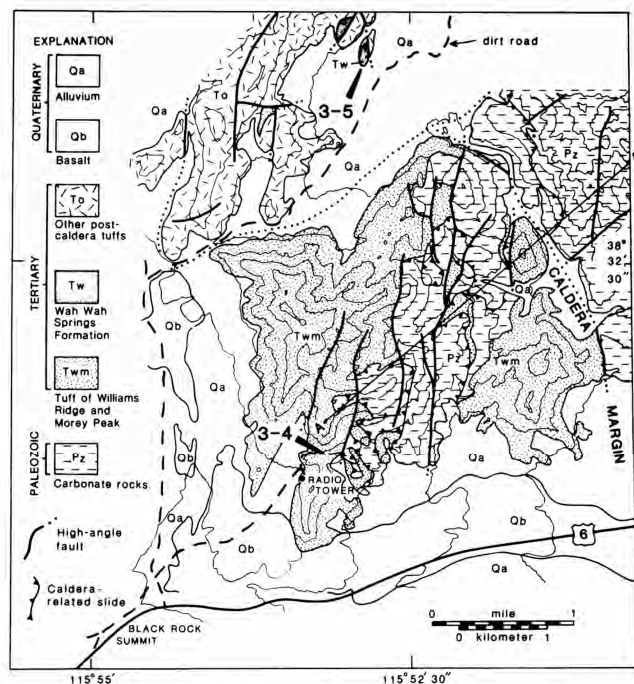 EXPLANATION
QUATERNARY
Qa
Alluvium
Qb
Basalt
TERTIARY
To
Other post-
caldera tuffs
Tw
Wah Wah
Springs
Formation
Twm
Tuff of Williams
Ridge and
Morey Peak
PALEOZOIC
Pz
Carbonate rocks
High-angle
fault
Caldera-
related slide
Qa
dirt road
Tw
3-5
To
Qa
Qa
Pz
38°
32'
30"
Qa
CALDERA
MARGIN
Qb
Qa
Twm
Pz
Twm
A
3-4
RADIO
TOWER
Qb
Qa
Qa
Qb
Qb
6
Qa
BLACK ROCK
SUMMIT
0 mile 1
0 kilometer 1
115°55'
115°52'30"